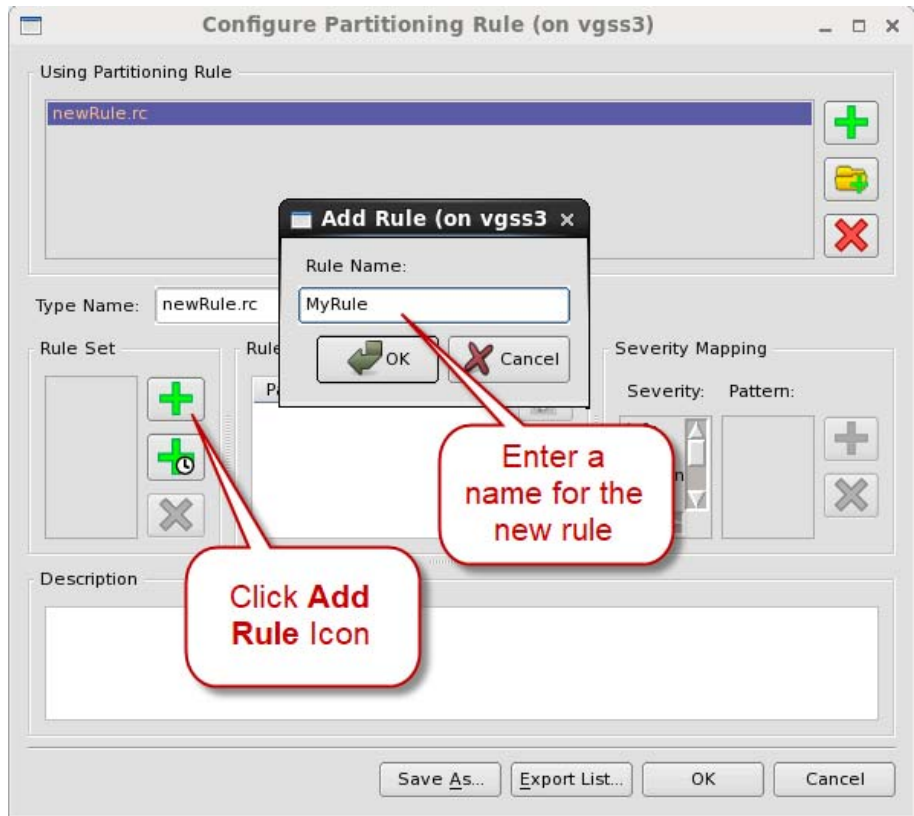 Configure Partitioning Rule (on vgss3)
Using Partitioning Rule
newRule.rc
Add Rule (on vgss3
Rule Name:
MyRule
OK
Cancel
Type Name: newRule.rc
Rule Set
Rule
Severity Mapping
Severity: Pattern:
Enter a
name for the
new rule
Click Add
Rule Icon
Description
Save As...
Export List...
OK
Cancel